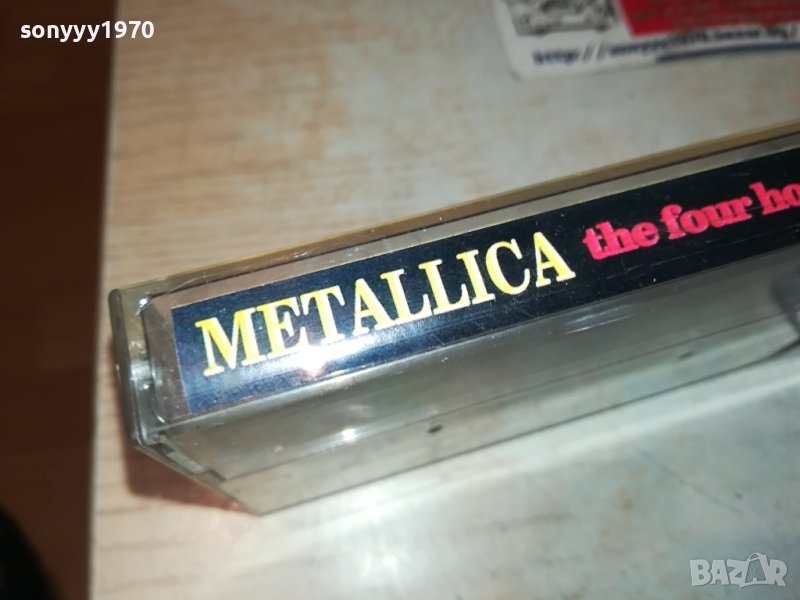 sonyyy1970
METALLICA the four ho
BAZAR